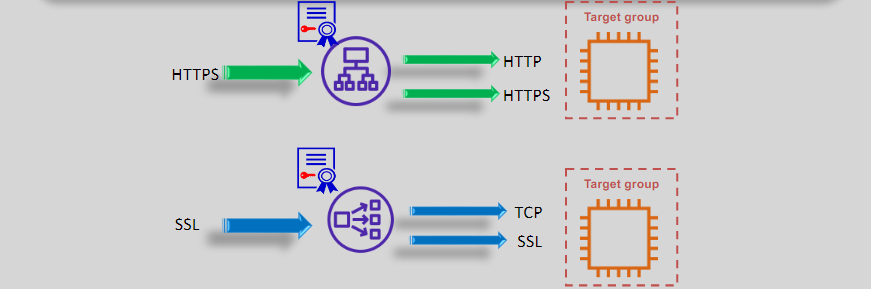 Target group
HTTPS
HTTP
HTTPS
Target group
SSL
TCP
SSL